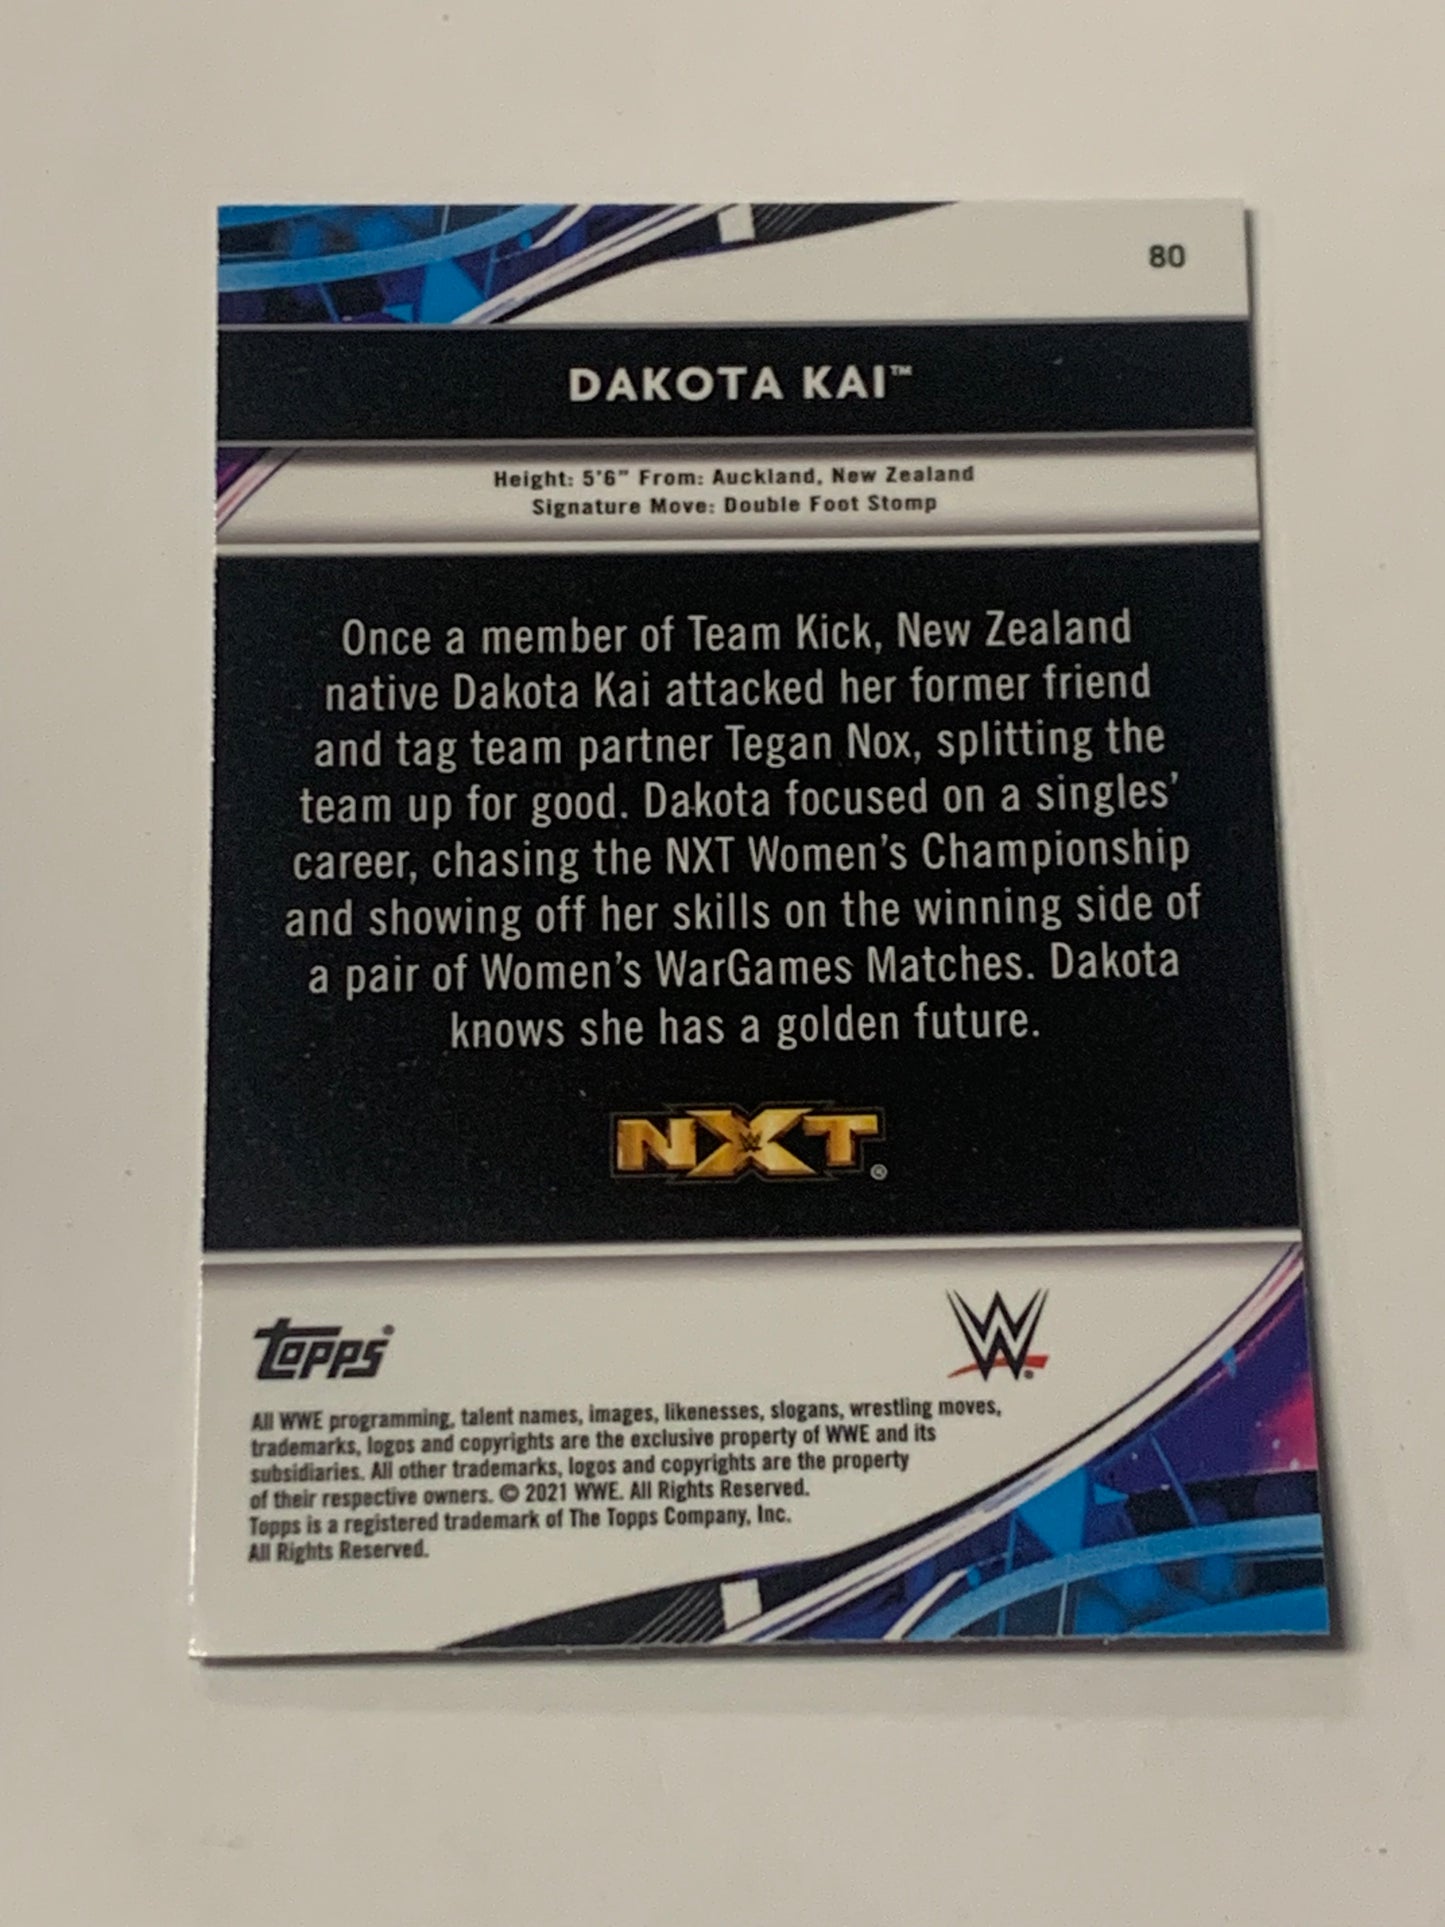 80
DAKOTA KAI™
Height: 5'6" From: Auckland, New Zealand
Signature Move: Double Foot Stomp
Once a member of Team Kick, New Zealand
native Dakota Kai attacked her former friend
and tag team partner Tegan Nox, splitting the
team up for good. Dakota focused on a singles'
career, chasing the NXT Women's Championship
and showing off her skills on the winning side of
a pair of Women's WarGames Matches. Dakota
knows she has a golden future.
NXT®
Topps®
W®
All WWE programming, talent names, images, likenesses, slogans, wrestling moves,
trademarks, logos and copyrights are the exclusive property of WWE and its
subsidiaries. All other trademarks, logos and copyrights are the property
of their respective owners. © 2021 WWE. All Rights Reserved.
Topps is a registered trademark of The Topps Company, Inc.
All Rights Reserved.